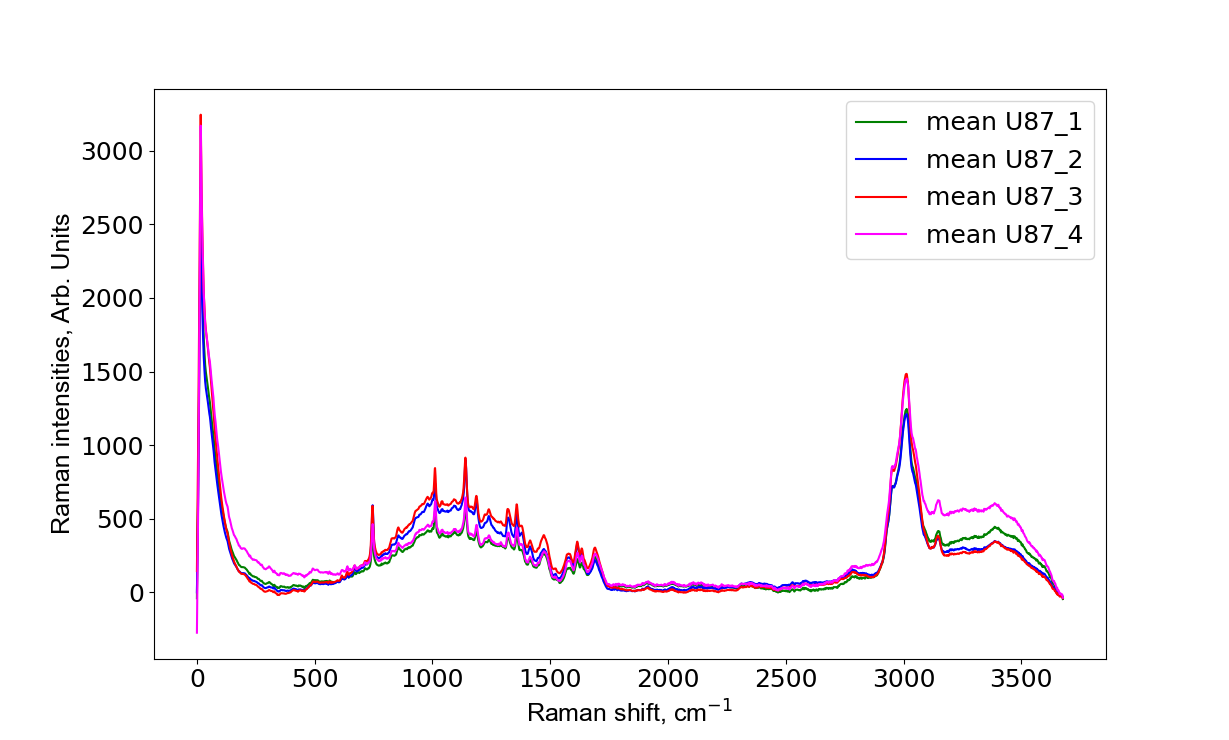 mean U87_1
mean U87_2
mean U87_3
mean U87_4
Raman intensities, Arb. Units
3000
2500
2000
1500
1000
500
0
0 500 1000 1500 2000 2500 3000 3500
Raman shift, cm⁻¹